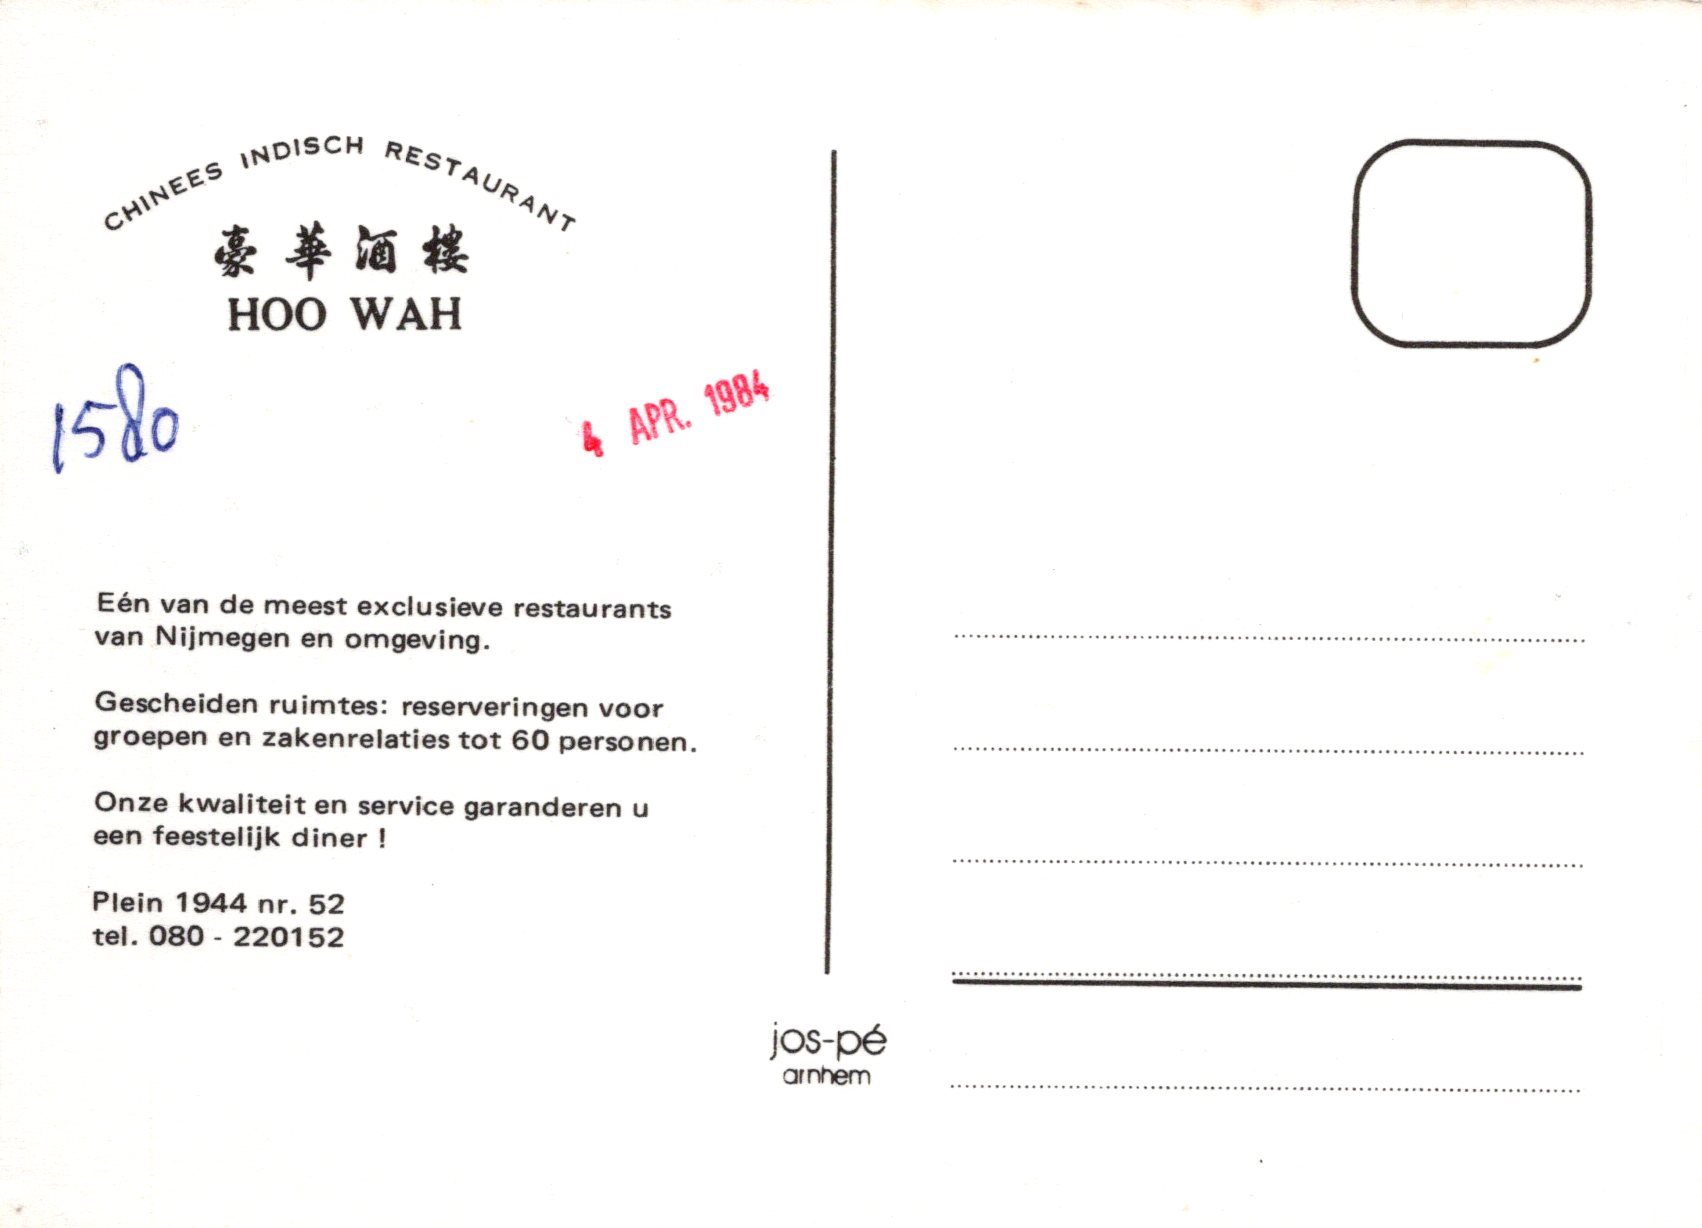 CHINEES INDISCH RESTAURANT
豪華酒樓
HOO WAH
1580
4 APR. 1984
Eén van de meest exclusieve restaurants
van Nijmegen en omgeving.
Gescheiden ruimtes: reserveringen voor
groepen en zakenrelaties tot 60 personen.
Onze kwaliteit en service garanderen u
een feestelijk diner !
Plein 1944 nr. 52
tel. 080 - 220152
jos-pé
arnhem